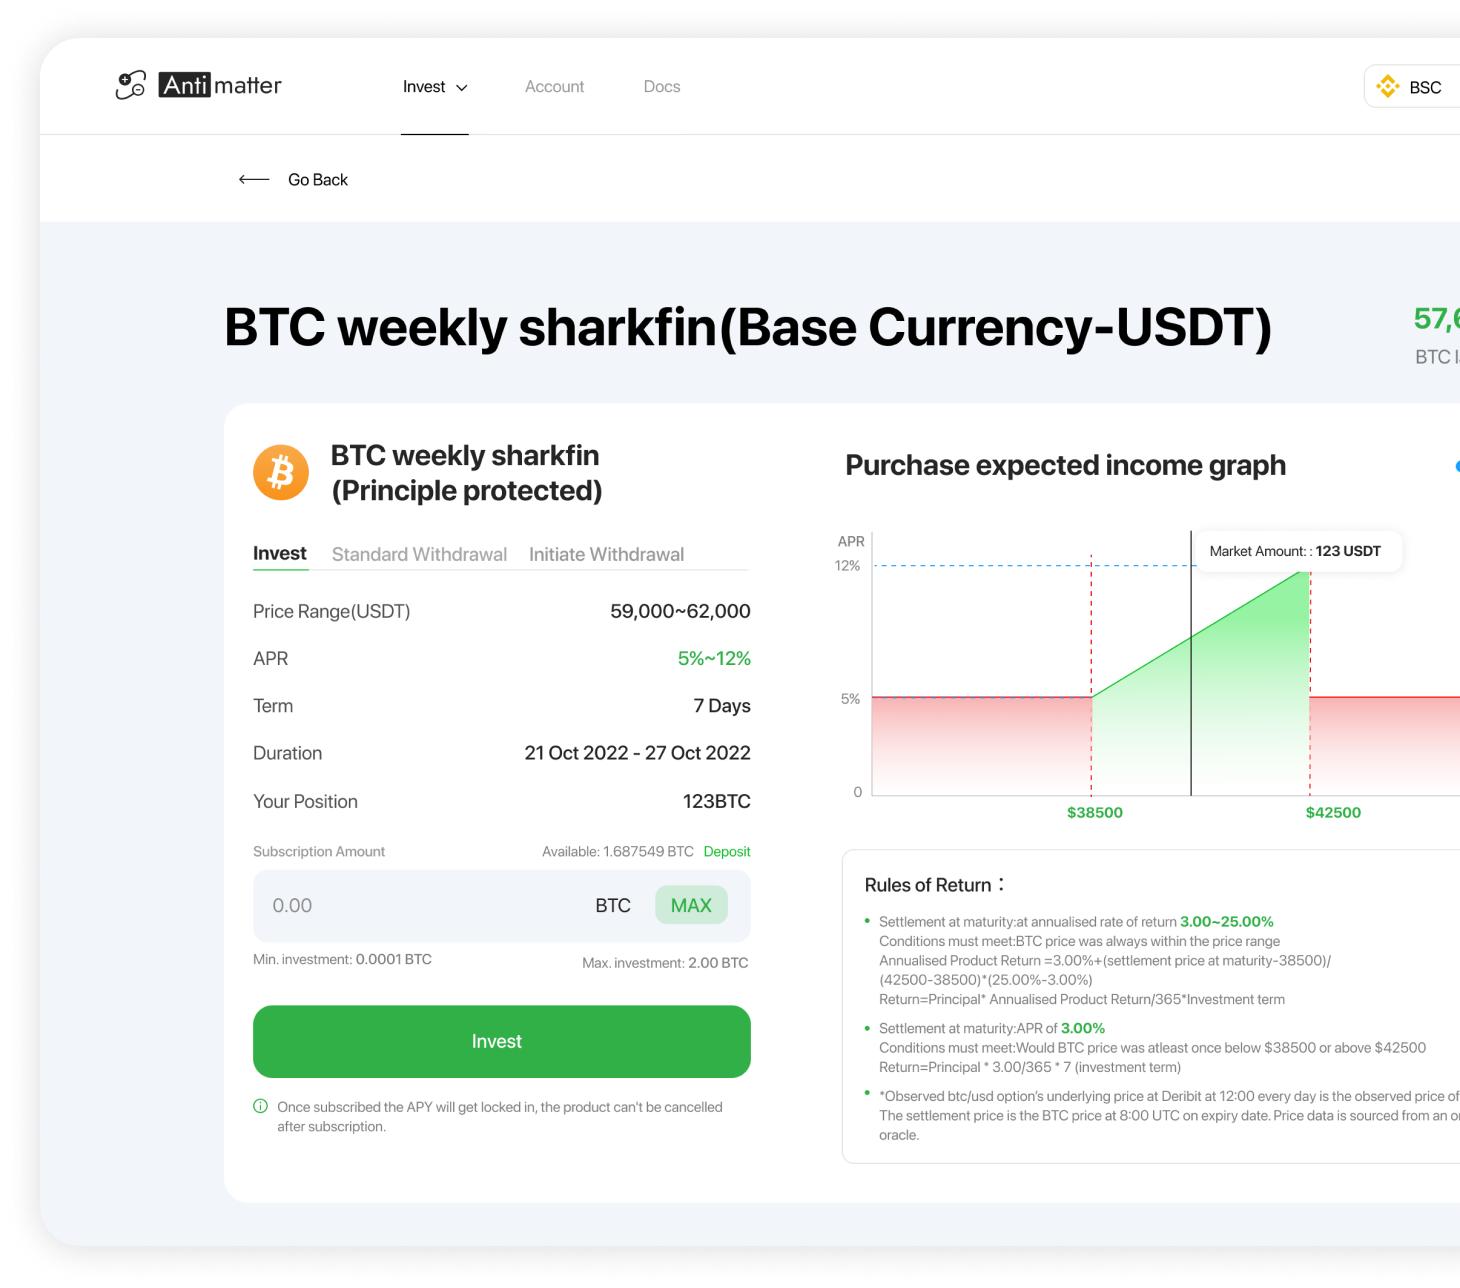 Antimatter
Invest
Account
Docs
BSC
Go Back
BTC weekly sharkfin(Base Currency-USDT)
57,6
BTC
BTC weekly sharkfin
(Principle protected)
Invest
Standard Withdrawal
Initiate Withdrawal
Price Range(USDT)
59,000~62,000
APR
5%~12%
Term
7 Days
Duration
21 Oct 2022 - 27 Oct 2022
Your Position
123BTC
Subscription Amount
Available: 1.687549 BTC
Deposit
0.00
BTC
MAX
Min. investment: 0.0001 BTC
Max. investment: 2.00 BTC
Invest
Once subscribed the APY will get locked in, the product can't be cancelled
after subscription.
Purchase expected income graph
APR
12%
5%
0
Market Amount: : 123 USDT
$38500
$42500
Rules of Return：
Settlement at maturity:at annualised rate of return 3.00~25.00%
Conditions must meet:BTC price was always within the price range
Annualised Product Return =3.00%+(settlement price at maturity-38500)/
(42500-38500)*(25.00%-3.00%)
Return=Principal* Annualised Product Return/365*Investment term
Settlement at maturity:APR of 3.00%
Conditions must meet:Would BTC price was atleast once below $38500 or above $42500
Return=Principal * 3.00/365 * 7 (investment term)
*Observed btc/usd option's underlying price at Deribit at 12:00 every day is the observed price of
The settlement price is the BTC price at 8:00 UTC on expiry date. Price data is sourced from an
oracle.